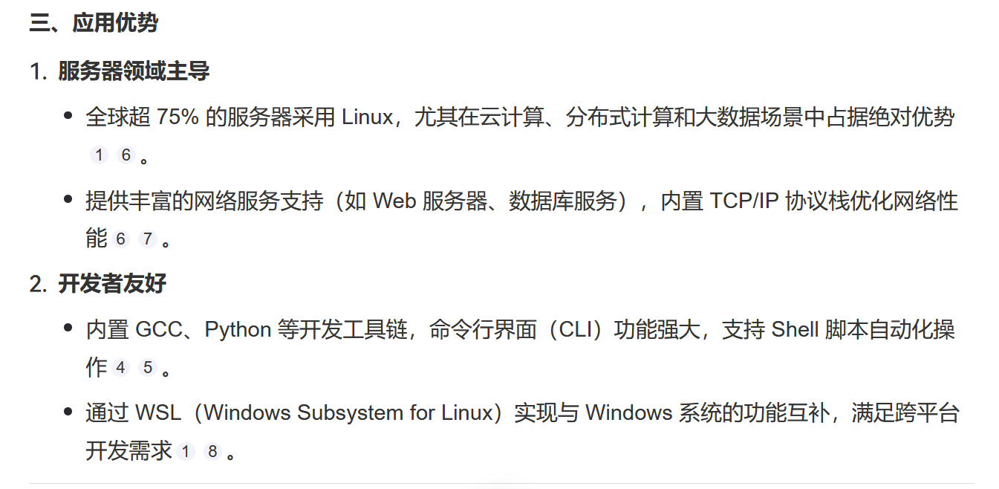 三、应用优势
1. 服务器领域主导
• 全球超 75% 的服务器采用 Linux，尤其在云计算、分布式计算和大数据场景中占据绝对优势
1 6 。
• 提供丰富的网络服务支持（如 Web 服务器、数据库服务），内置 TCP/IP 协议栈优化网络性
能 6 7 。
2. 开发者友好
• 内置 GCC、Python 等开发工具链，命令行界面（CLI）功能强大，支持 Shell 脚本自动化操
作 4 5 。
• 通过 WSL（Windows Subsystem for Linux）实现与 Windows 系统的功能互补，满足跨平台
开发需求 1 8 。